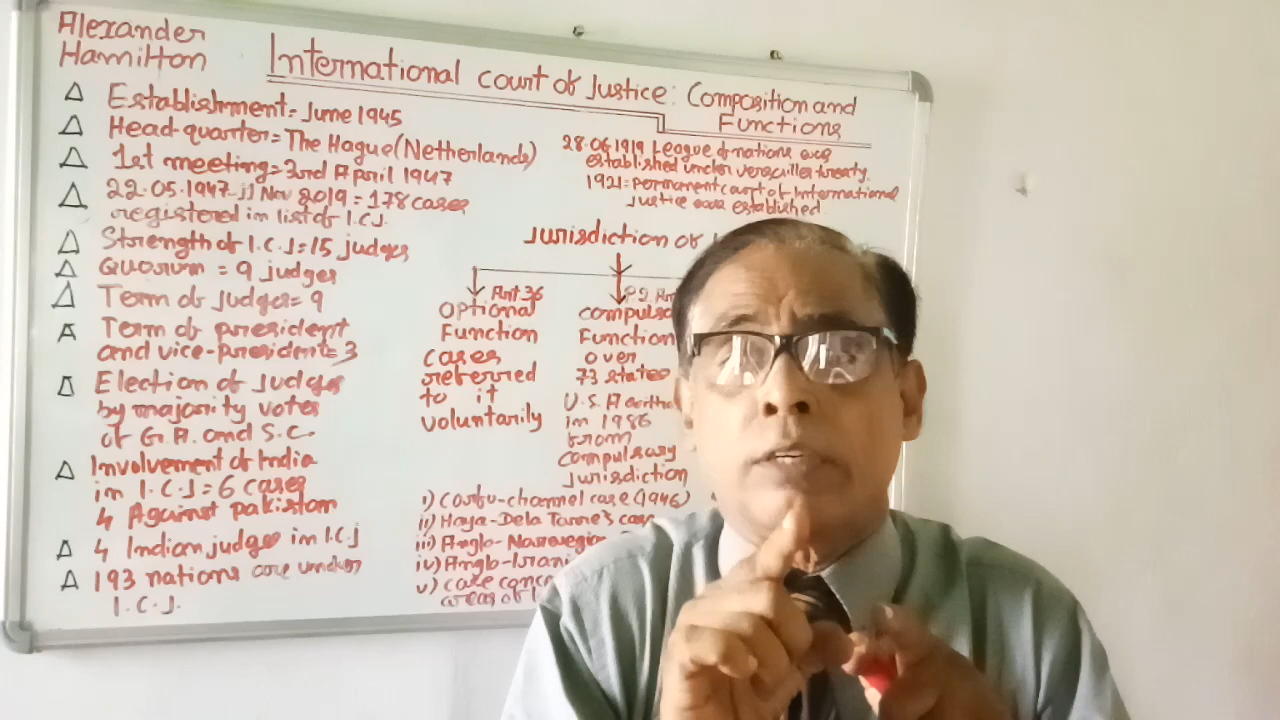 Alexander
Hamilton
International court of Justice: Composition and
Functions
△ Establishment= June 1945
△ Head-quarter= The Hague(Netherlands)
△ 1st meeting= 3rd April 1947
△ 22.05.1947-11 Nov 2019=178 cases
registered in list of I.C.J.
△ Strength of I.C.J=15 judges
△ Quorum = 9 judges
△ Term of Judges= 9
△ Term of president
and vice-president=3
△ Election of Judges
by majority votes
of G.A. and S.C.
△ Involvement of India
in I.C.J=6 cases
4 Against pakistan
△ 4 Indian judges in I.C.J
△ 193 nations are under
I.C.J.
28.06.1919 League of nations was
established under versailles treaty.
1921=permanent court of International
Justice was established.
Jurisdiction of
Art 36
OPtional
Function
cases
referred
to it
voluntarily
Function
over
73 states
U.S.A
in 1986
from
compulsary
Jurisdiction
i) Corfu-channel case (1946)
ii) Haya-Dela Torre's case
iii) Anglo-Norwegian
iv) Anglo-Irani
v) case conce
areas of